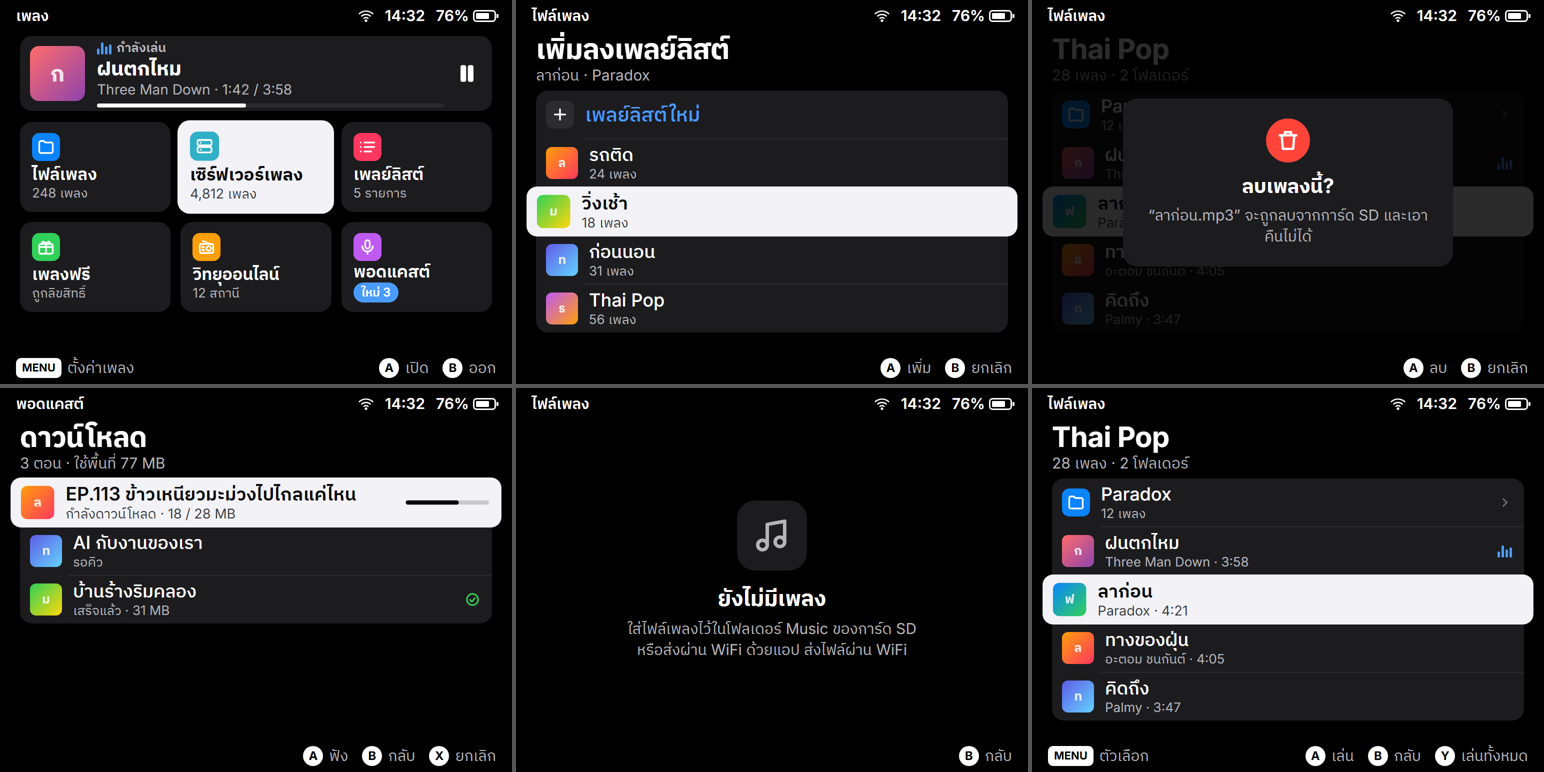 เพลง
14:32 76%
กำลังเล่น
ก
ฝนตกไหม
Three Man Down · 1:42 / 3:58
ไฟล์เพลง
248 เพลง
เซิร์ฟเวอร์เพลง
4,812 เพลง
เพลย์ลิสต์
5 รายการ
เพลงฟรี
ถูกลิขสิทธิ์
วิทยุออนไลน์
12 สถานี
พอดแคสต์
ใหม่ 3
MENU ตั้งค่าเพลง
A เปิด B ออก
ไฟล์เพลง
14:32 76%
เพิ่มลงเพลย์ลิสต์
ลาก่อน · Paradox
เพลย์ลิสต์ใหม่
ล รถติด
24 เพลง
ม วิ่งเช้า
18 เพลง
ท ก่อนนอน
31 เพลง
ร Thai Pop
56 เพลง
A เพิ่ม B ยกเลิก
ไฟล์เพลง
14:32 76%
Thai Pop
28 เพลง · 2 โฟลเดอร์
ลบเพลงนี้?
“ลาก่อน.mp3” จะถูกลบจากการ์ด SD และเอา
คืนไม่ได้
อะตอม ชนกันต์ · 4:05
ท คิดถึง
Palmy · 3:47
A ลบ B ยกเลิก
พอดแคสต์
14:32 76%
ดาวน์โหลด
3 ตอน · ใช้พื้นที่ 77 MB
ล EP.113 ข้าวเหนียวมะม่วงไปไกลแค่ไหน
กำลังดาวน์โหลด · 18 / 28 MB
ท AI กับงานของเรา
รอคิว
ม บ้านร้างริมคลอง
เสร็จแล้ว · 31 MB
A ฟัง B กลับ X ยกเลิก
ไฟล์เพลง
14:32 76%
ยังไม่มีเพลง
ใส่ไฟล์เพลงไว้ในโฟลเดอร์ Music ของการ์ด SD
หรือส่งผ่าน WiFi ด้วยแอป ส่งไฟล์ผ่าน WiFi
B กลับ
ไฟล์เพลง
14:32 76%
Thai Pop
28 เพลง · 2 โฟลเดอร์
Paradox
12 เพลง
ก ฝนตกไหม
Three Man Down · 3:58
ฟ ลาก่อน
Paradox · 4:21
ล ทางของฝุ่น
อะตอม ชนกันต์ · 4:05
ท คิดถึง
Palmy · 3:47
MENU ตัวเลือก
A เล่น B กลับ Y เล่นทั้งหมด